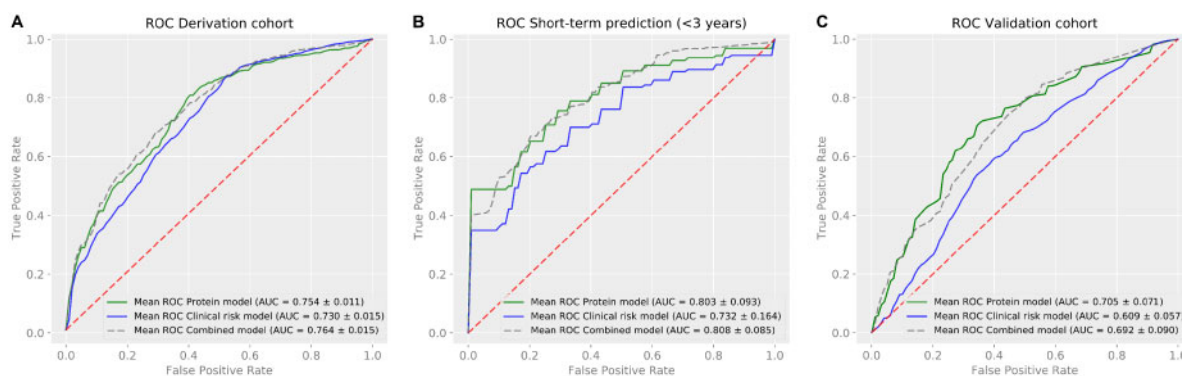 A
ROC Derivation cohort
True Positive Rate
1.0
0.8
0.6
0.4
0.2
0.0
Mean ROC Protein model (AUC = 0.754 ± 0.011)
Mean ROC Clinical risk model (AUC = 0.730 ± 0.015)
Mean ROC Combined model (AUC = 0.764 ± 0.015)
0.0 0.2 0.4 0.6 0.8 1.0
False Positive Rate
B
ROC Short-term prediction (<3 years)
True Positive Rate
1.0
0.8
0.6
0.4
0.2
0.0
Mean ROC Protein model (AUC = 0.803 ± 0.093)
Mean ROC Clinical risk model (AUC = 0.732 ± 0.164)
Mean ROC Combined model (AUC = 0.808 ± 0.085)
0.0 0.2 0.4 0.6 0.8 1.0
False Positive Rate
C
ROC Validation cohort
True Positive Rate
1.0
0.8
0.6
0.4
0.2
0.0
Mean ROC Protein model (AUC = 0.705 ± 0.071)
Mean ROC Clinical risk model (AUC = 0.609 ± 0.057)
Mean ROC Combined model (AUC = 0.692 ± 0.090)
0.0 0.2 0.4 0.6 0.8 1.0
False Positive Rate